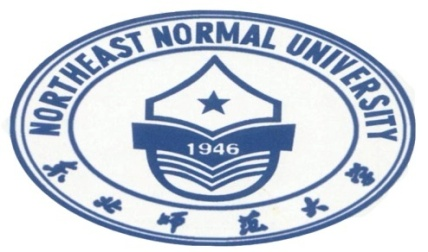 NORTHEAST NORMAL UNIVERSITY
1946
东北师范大学